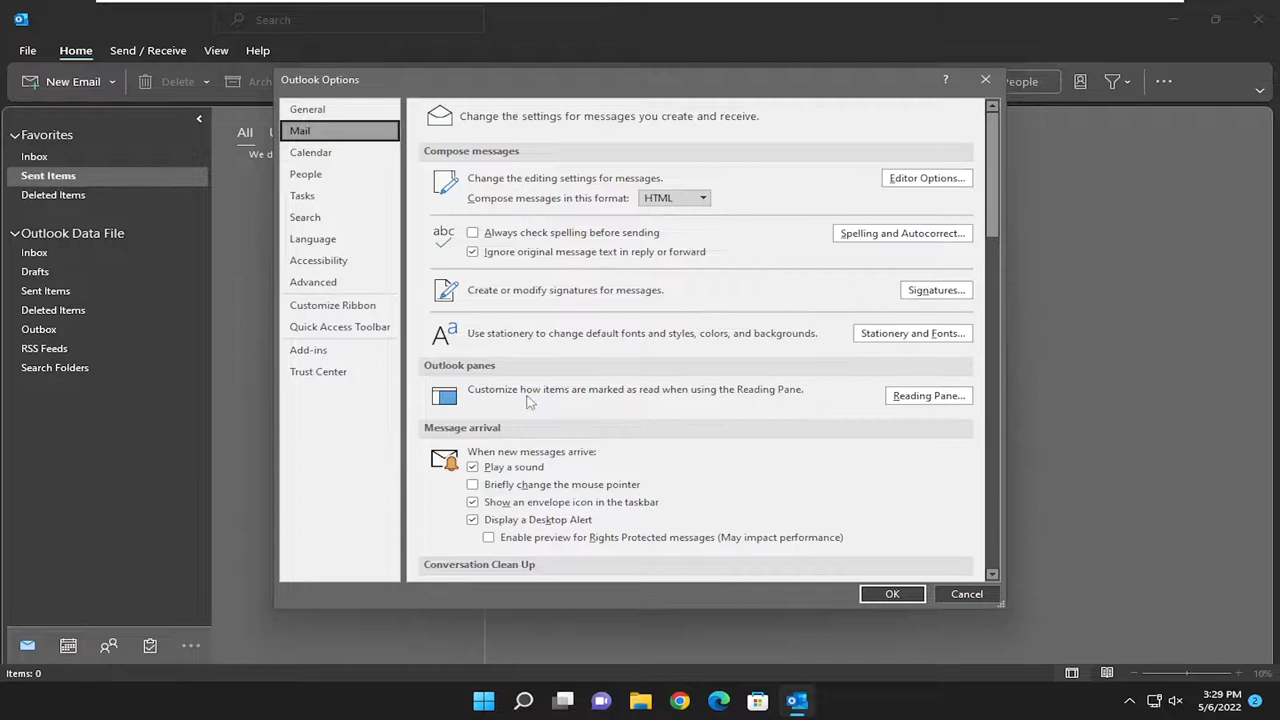 Search
File Home Send / Receive View Help
New Email Delete Arch People
Outlook Options
Favorites
Inbox
Sent Items
Deleted Items
Outlook Data File
Inbox
Drafts
Sent Items
Deleted Items
Outbox
RSS Feeds
Search Folders
All
We d
General
Mail
Calendar
People
Tasks
Search
Language
Accessibility
Advanced
Customize Ribbon
Quick Access Toolbar
Add-ins
Trust Center
Change the settings for messages you create and receive.
Compose messages
Change the editing settings for messages. Editor Options...
Compose messages in this format: HTML
abc Always check spelling before sending Spelling and Autocorrect...
Ignore original message text in reply or forward
Create or modify signatures for messages. Signatures...
Aa Use stationery to change default fonts and styles, colors, and backgrounds. Stationery and Fonts...
Outlook panes
Customize how items are marked as read when using the Reading Pane. Reading Pane...
Message arrival
When new messages arrive:
Play a sound
Briefly change the mouse pointer
Show an envelope icon in the taskbar
Display a Desktop Alert
Enable preview for Rights Protected messages (May impact performance)
Conversation Clean Up
OK Cancel
Items: 0 10%
3:29 PM
5/6/2022 2